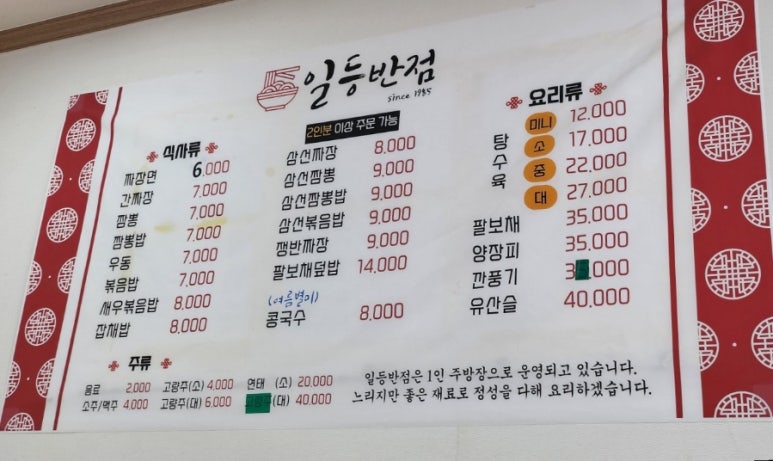 일등반점
since 1985
식사류
짜장면 6,000
간짜장 7,000
짬뽕 7,000
짬뽕밥 7,000
우동 7,000
볶음밥 7,000
새우볶음밥 8,000
잡채밥 8,000
2인분 이상 주문 가능
삼선짜장 8,000
삼선짬뽕 9,000
삼선짬뽕밥 9,000
삼선볶음밥 9,000
쟁반짜장 9,000
팔보채덮밥 14,000
(여름별미)
콩국수 8,000
요리류
탕수육
미니 12,000
소 17,000
중 22,000
대 27,000
팔보채 35,000
양장피 35,000
깐풍기 35,000
유산슬 40,000
주류
음료 2,000 고량주(소) 4,000 연태 (소) 20,000
소주/맥주 4,000 고량주(대) 6,000 (대) 40,000
일등반점은 1인 주방장으로 운영되고 있습니다.
느리지만 좋은 재료로 정성을 다해 요리하겠습니다.